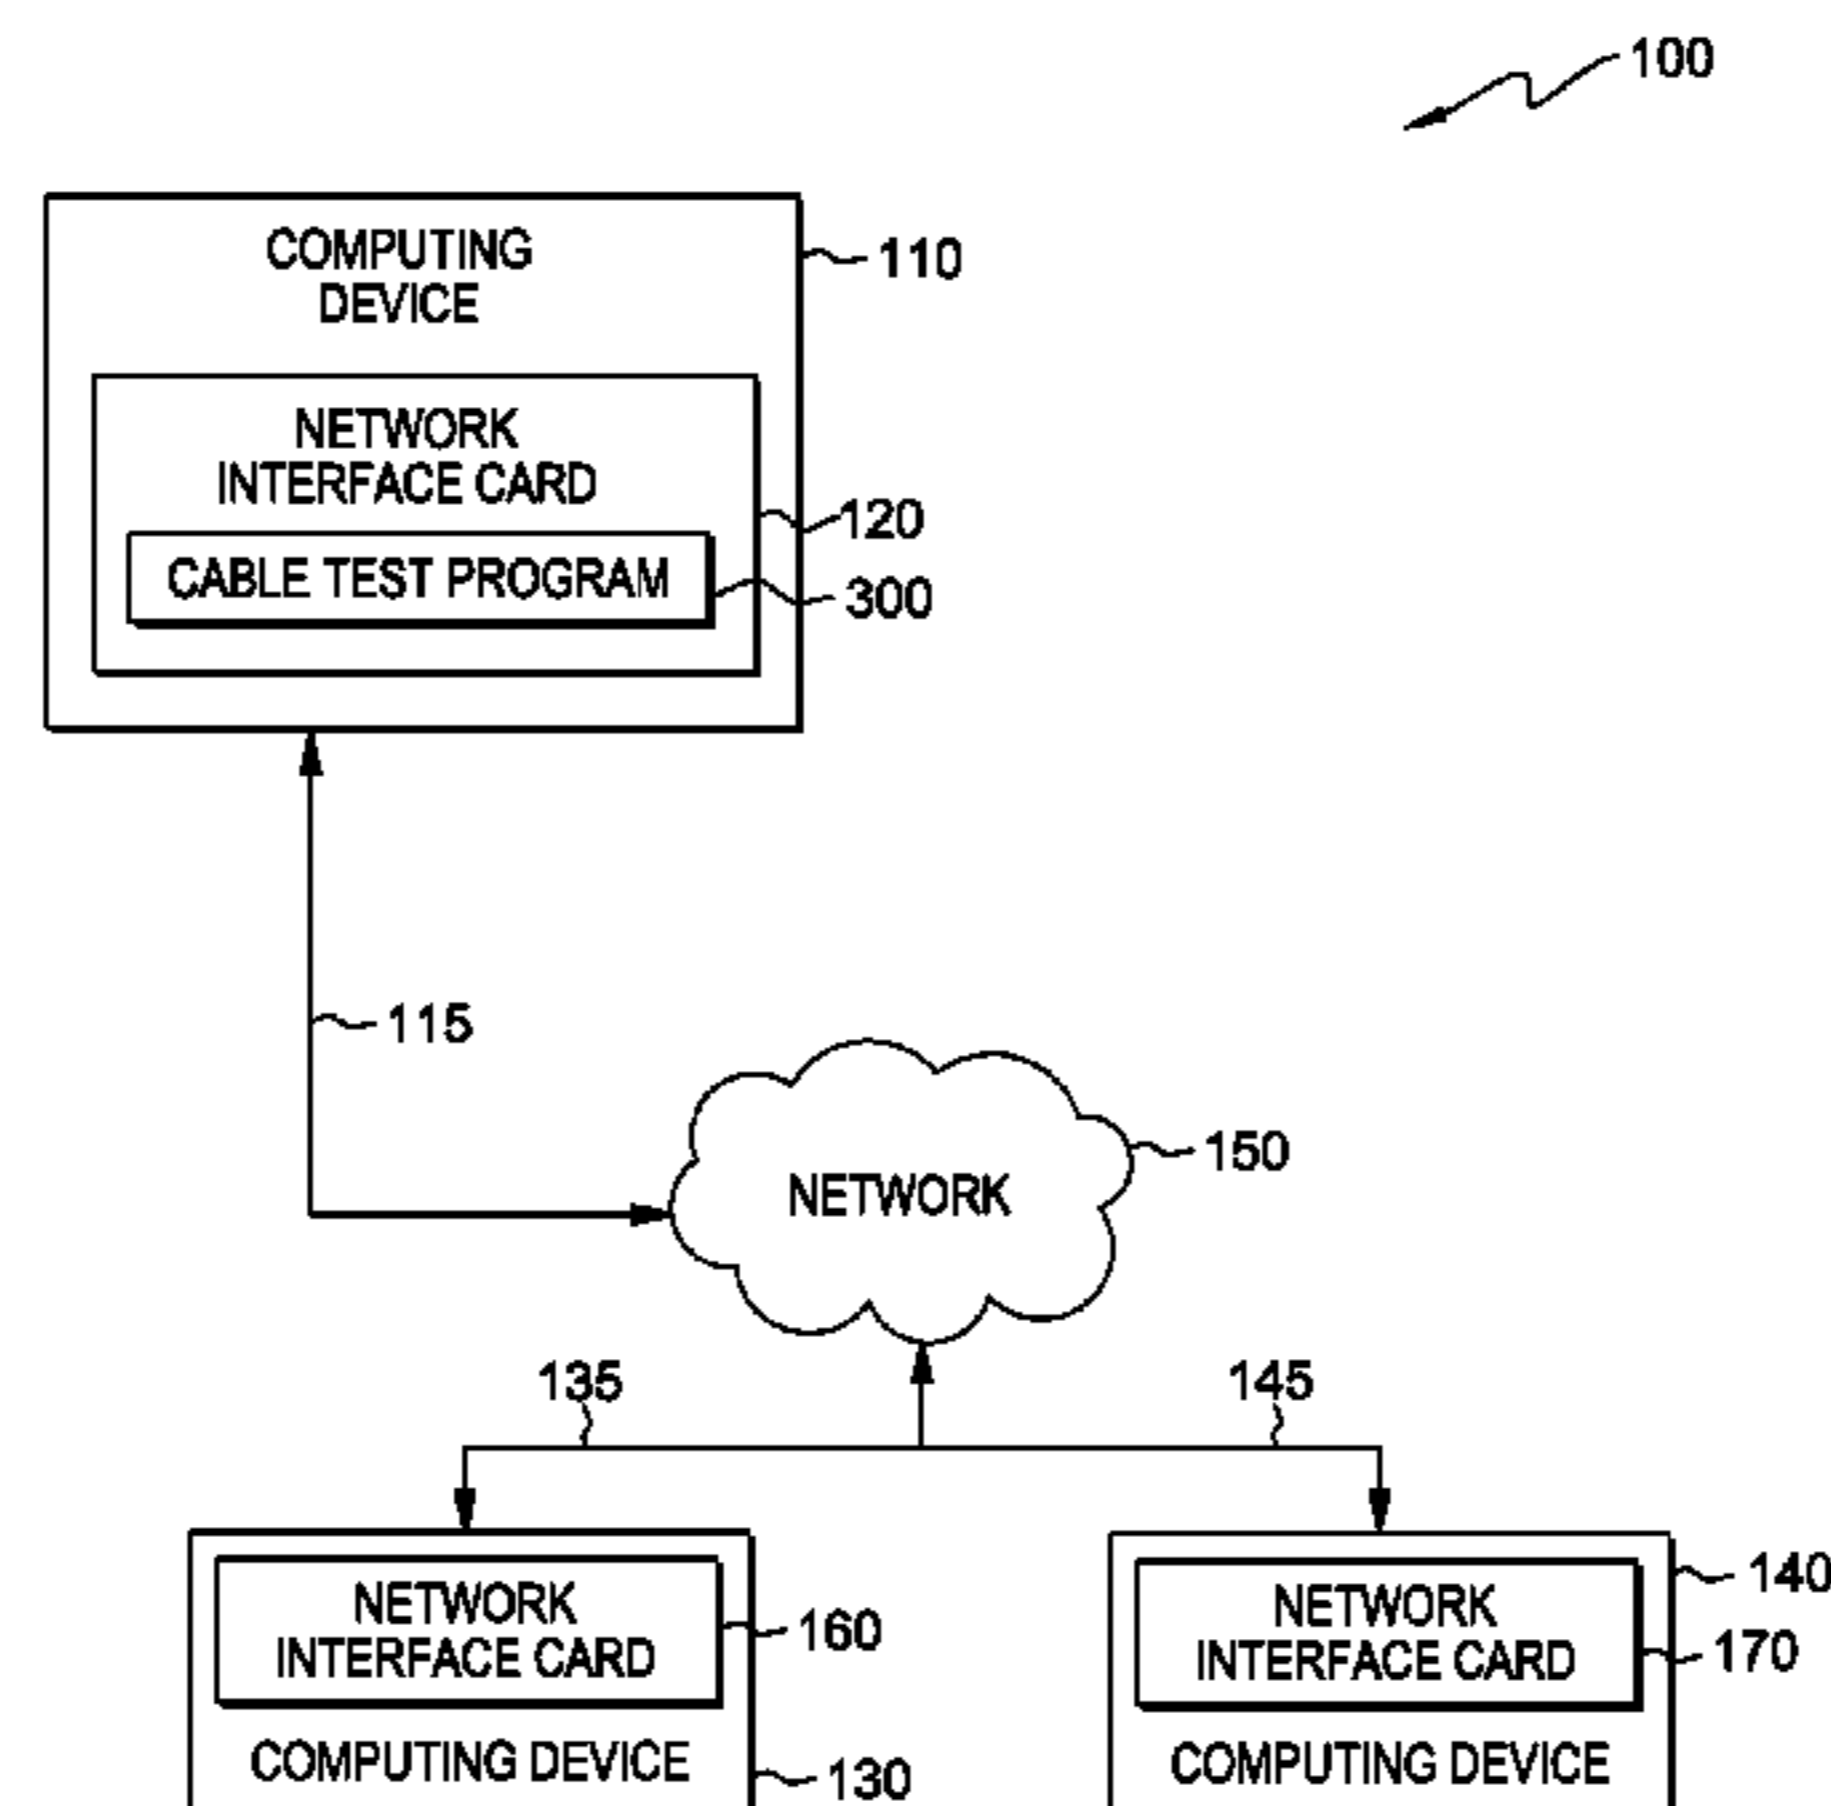 100
COMPUTING
DEVICE
110
NETWORK
INTERFACE CARD
120
CABLE TEST PROGRAM
300
115
150
NETWORK
135
145
NETWORK
INTERFACE CARD
160
COMPUTING DEVICE
130
140
NETWORK
INTERFACE CARD
170
COMPUTING DEVICE